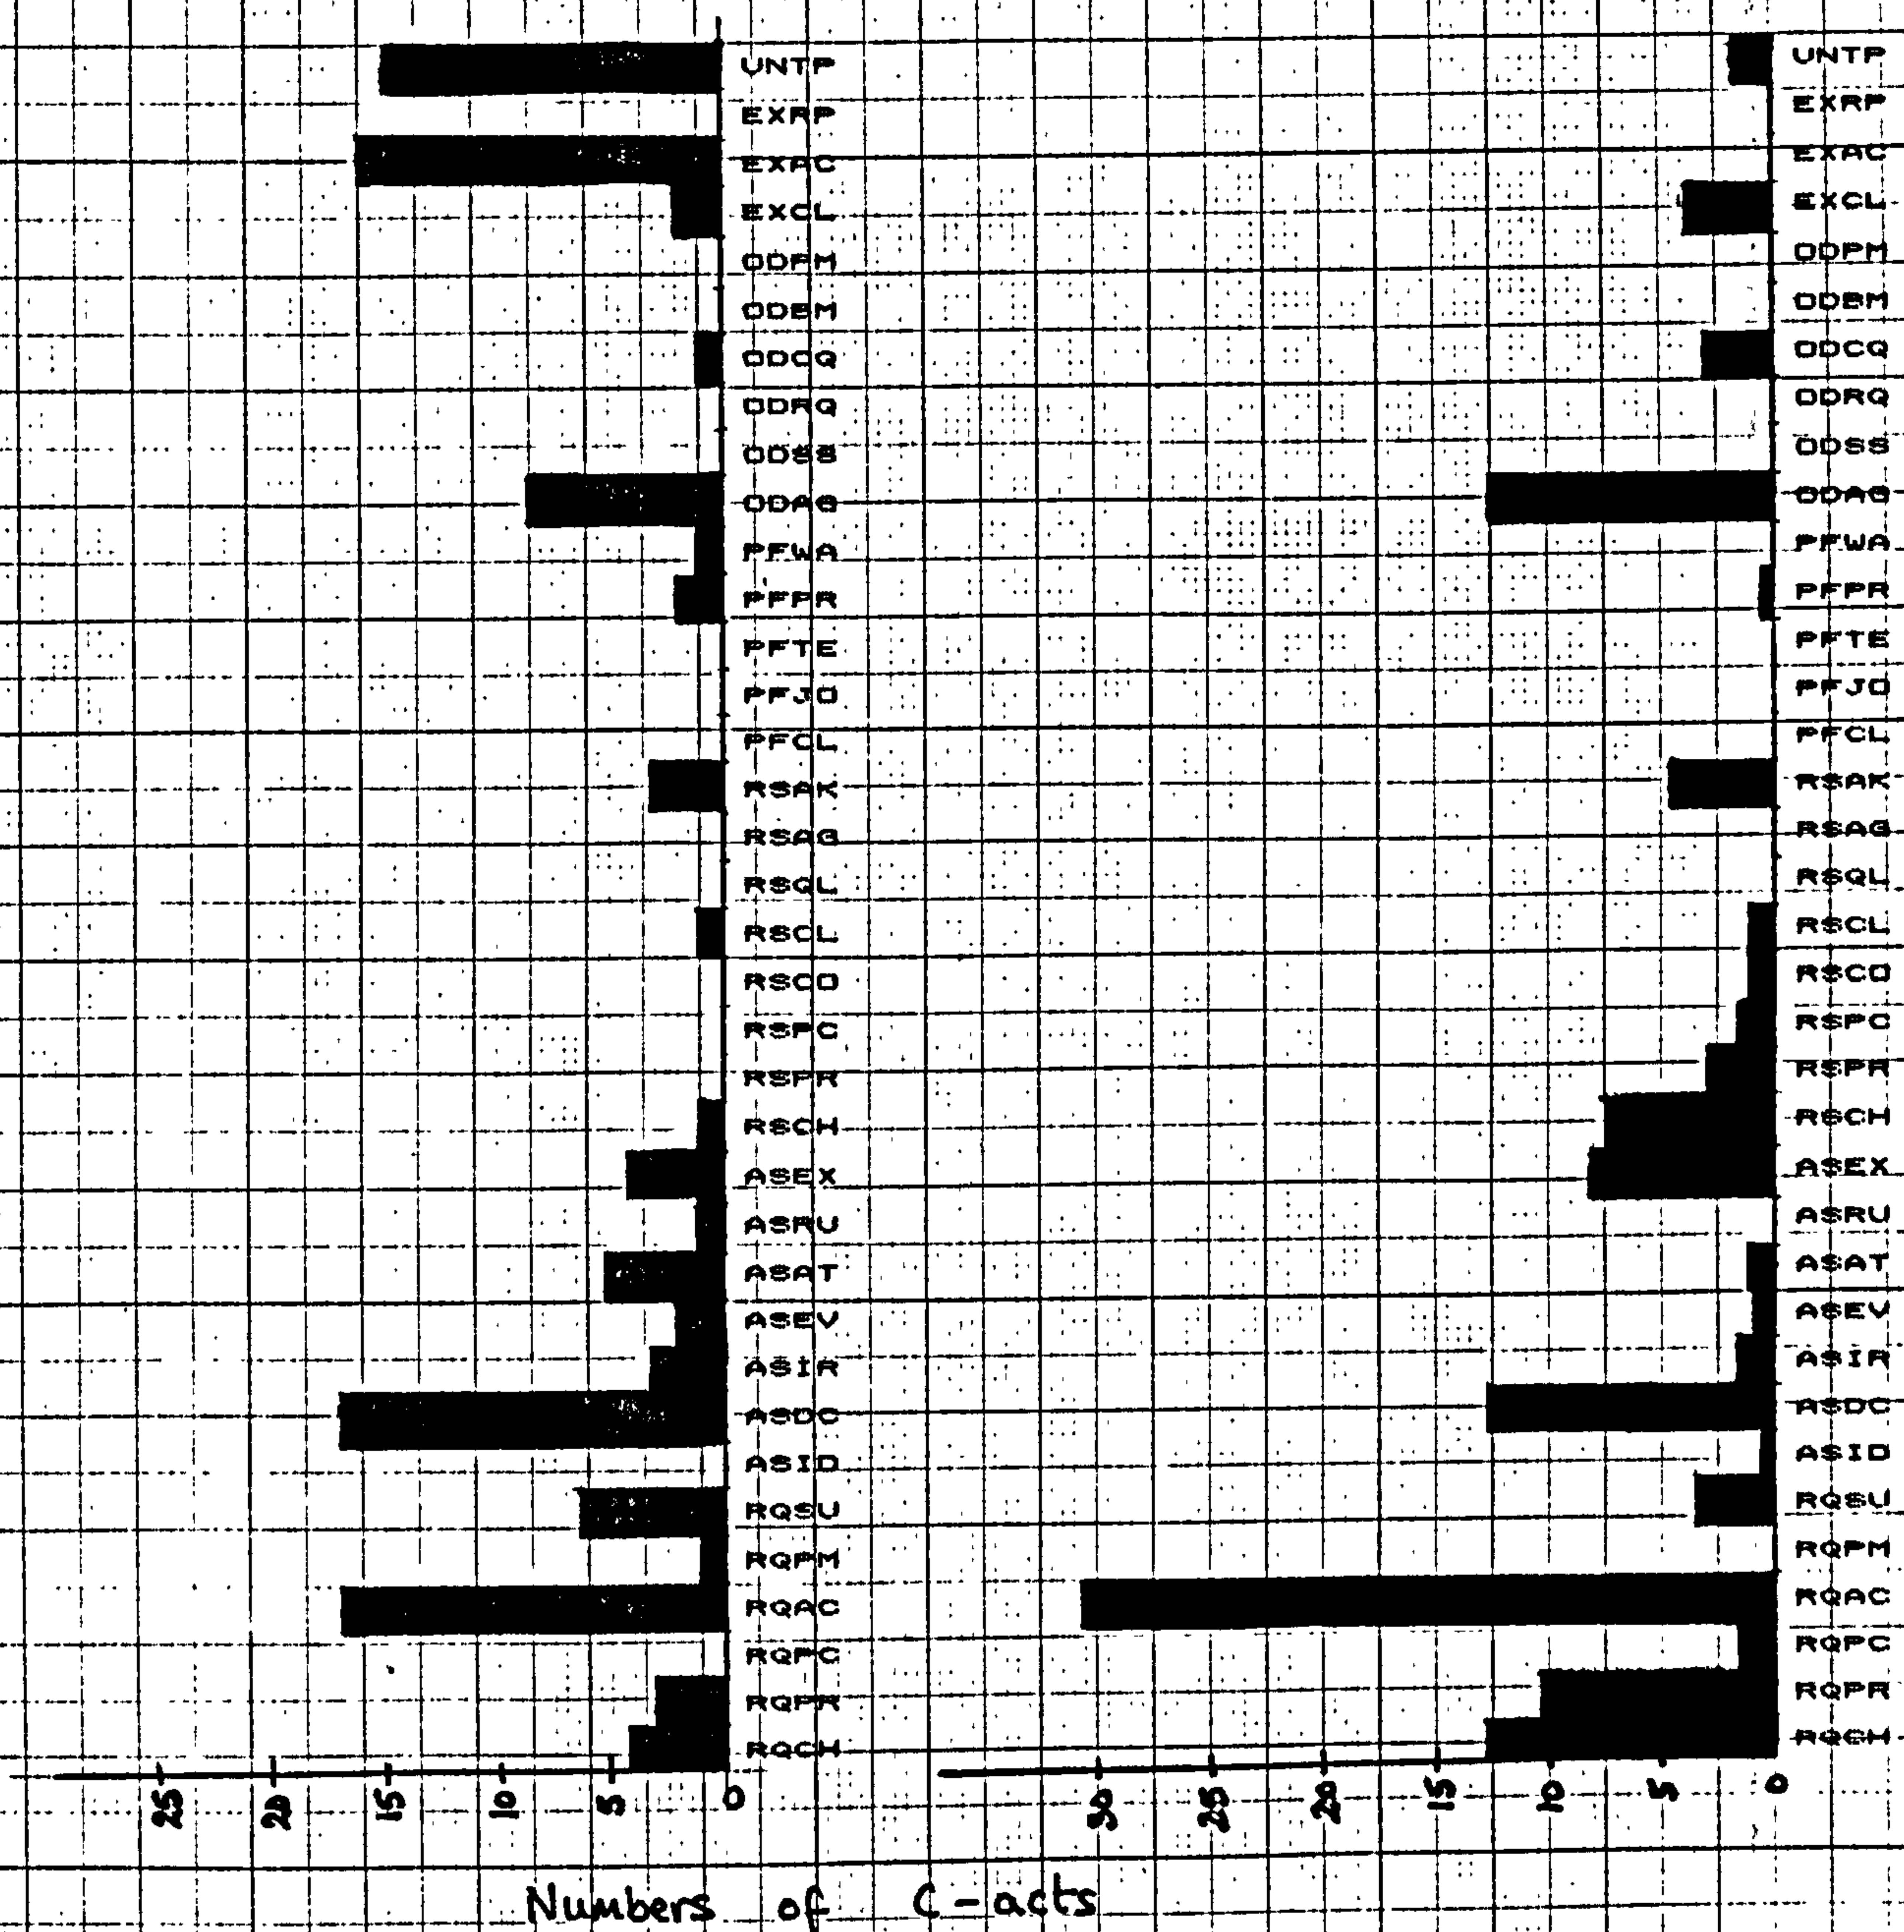 UNTP UNTP
EXRP EXRP
EXAC EXAC
EXCL EXCL
ODPM ODPM
ODBM ODBM
ODCQ ODCQ
ODRQ ODRQ
ODSS ODSS
ODAG ODAG
PFWA PFWA
PFPR PFPR
PFTE PFTE
PFJO PFJO
PFCL PFCL
RSAK RSAK
RSAG RSAG
RSQL RSQL
RSCL RSCL
RSCO RSCO
RSPC RSPC
RSPR RSPR
RSCH RSCH
ASEX ASEX
ASRU ASRU
ASAT ASAT
ASEV ASEV
ASIR ASIR
ASDC ASDC
ASID ASID
RQSU RQSU
RQPM RQPM
RQAC RQAC
RQPC RQPC
RQPR RQPR
RQCH RQCH
25 20 15 10 5 0 30 25 20 15 10 5 0
Numbers of C-acts